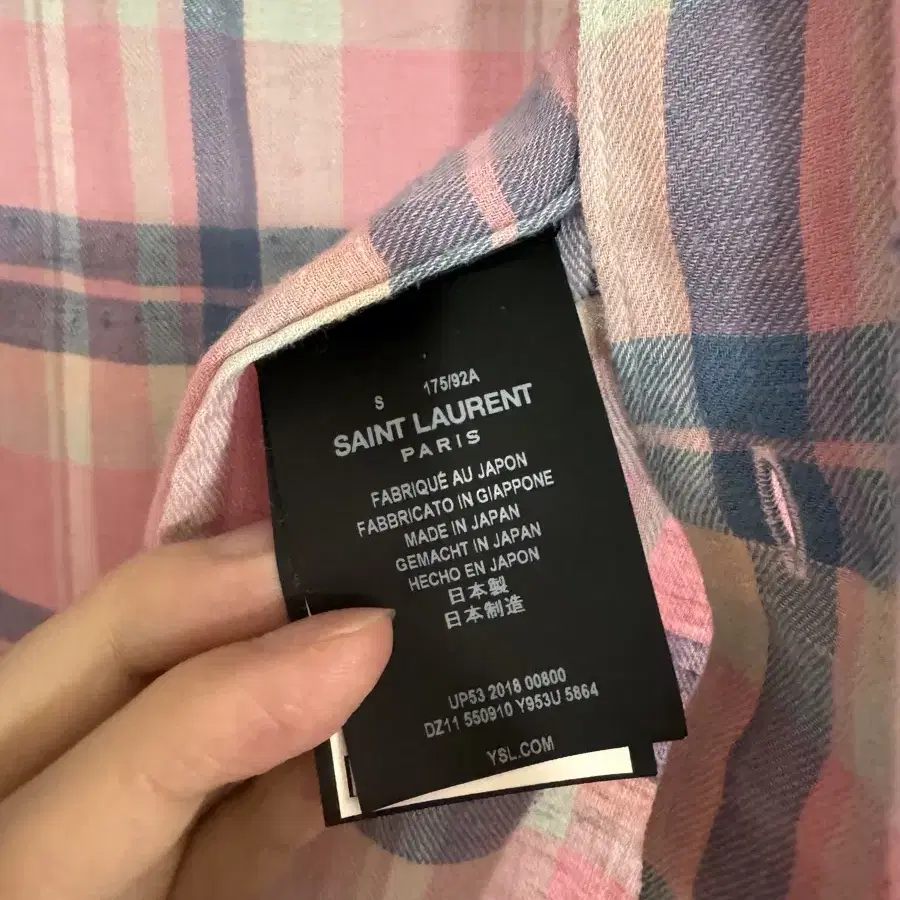 S 175/92A
SAINT LAURENT
PARIS
FABRIQUÉ AU JAPON
FABBRICATO IN GIAPPONE
MADE IN JAPAN
GEMACHT IN JAPAN
HECHO EN JAPON
日本製
日本制造
UP53 2018 00800
DZ11 550910 Y953U 5864
YSL.COM